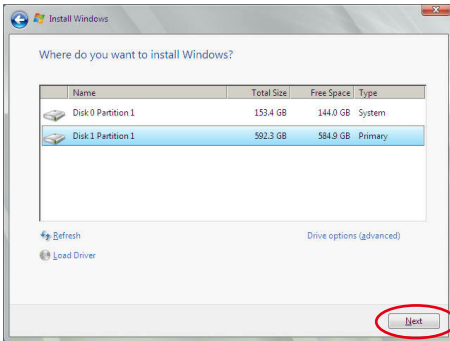 Install Windows
Where do you want to install Windows?
Name Total Size Free Space Type
Disk 0 Partition 1 153.4 GB 144.0 GB System
Disk 1 Partition 1 592.3 GB 584.9 GB Primary
Refresh Drive options (advanced)
Load Driver
Next